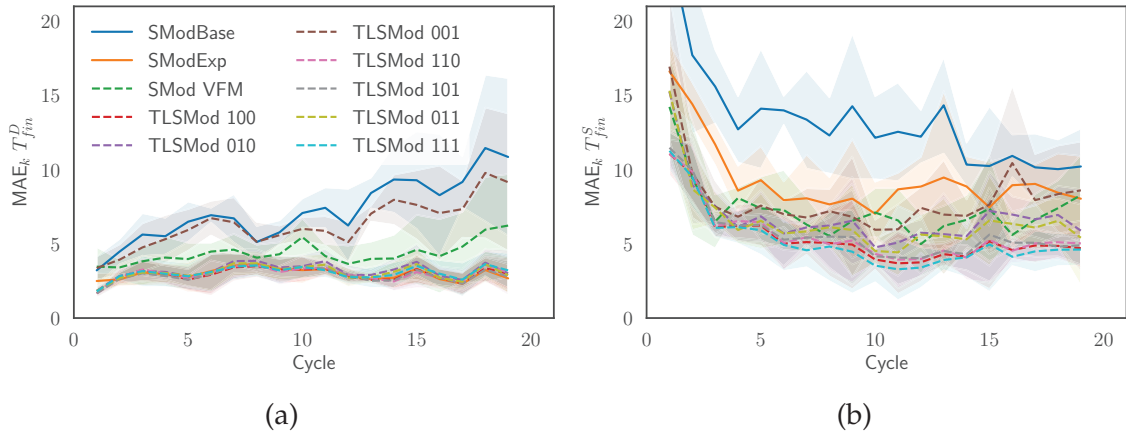 20
15
10
5
0
MAE_k T^D_fin
SModBase
SModExp
SMod VFM
TLSMod 100
TLSMod 010
TLSMod 001
TLSMod 110
TLSMod 101
TLSMod 011
TLSMod 111
0
5
10
15
20
Cycle
(a)
20
15
10
5
0
MAE_k T^S_fin
0
5
10
15
20
Cycle
(b)